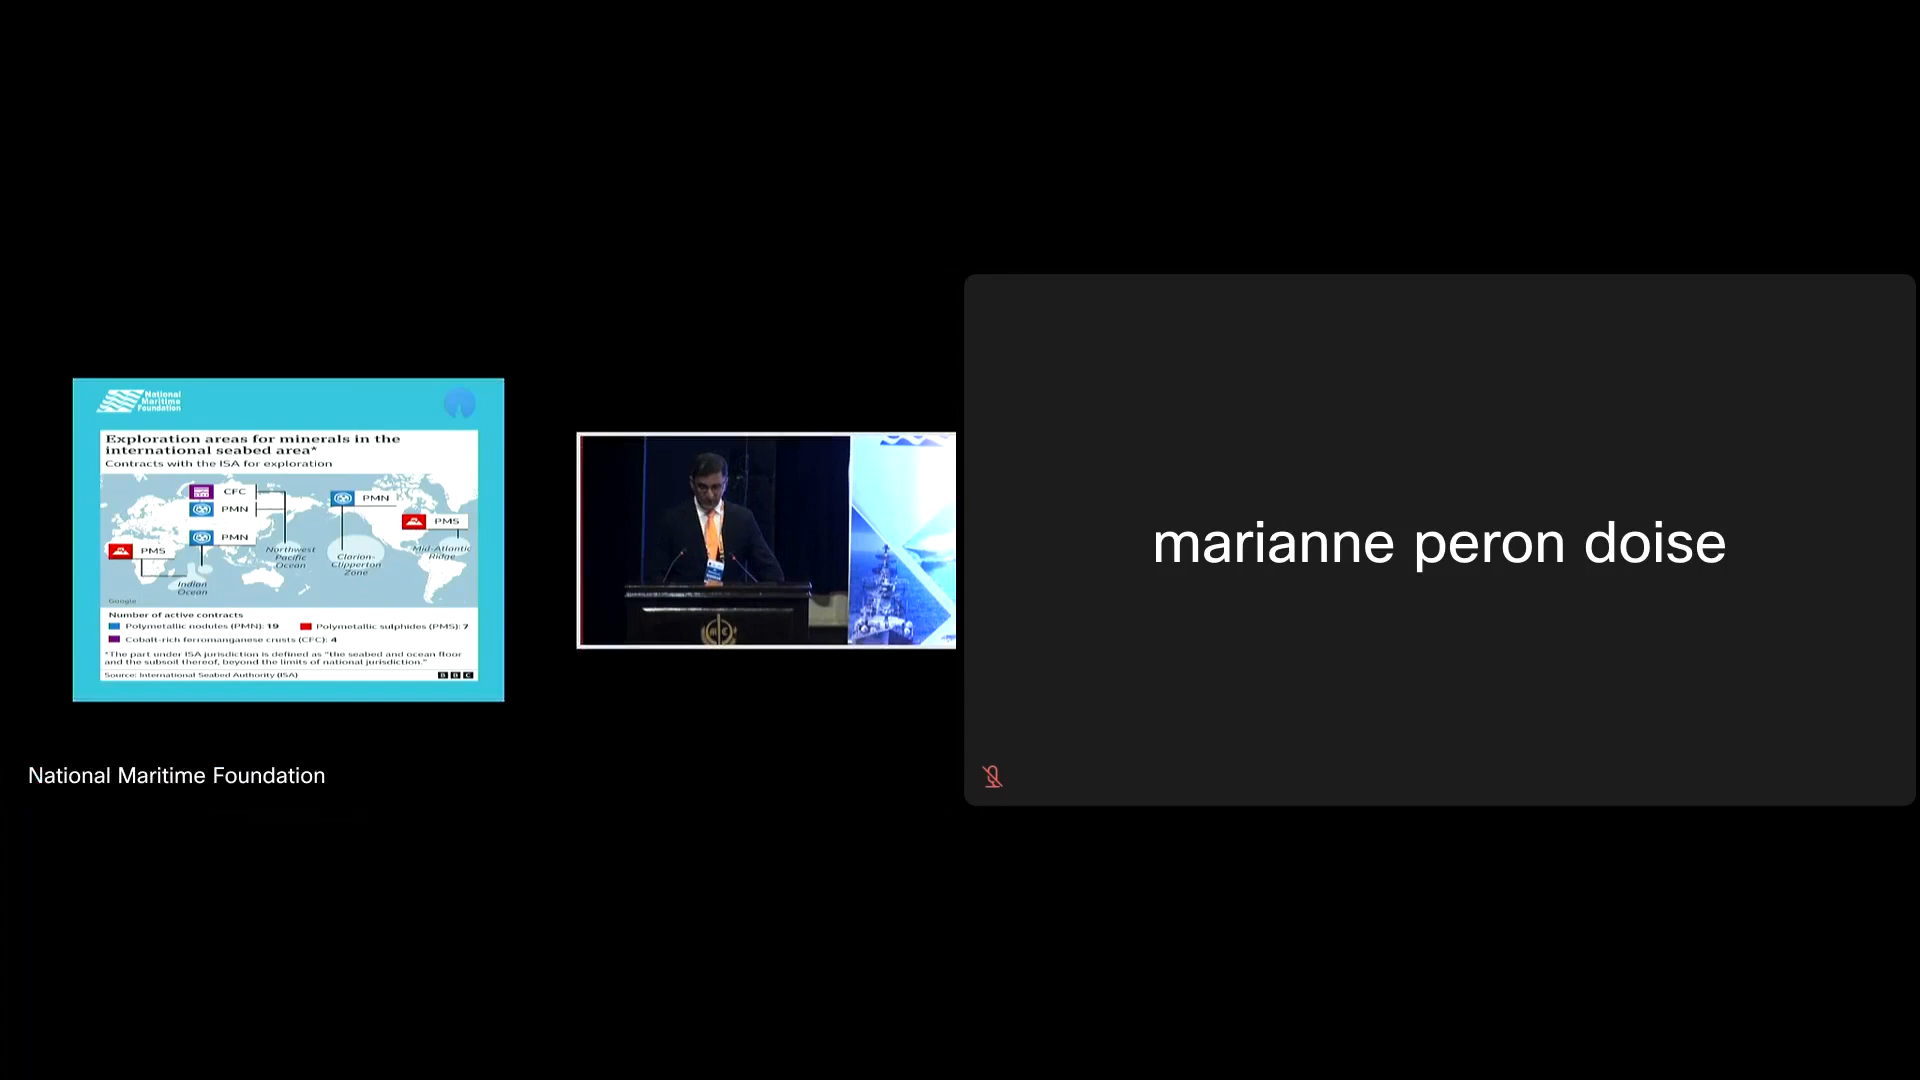 National
Maritime
Foundation
Exploration areas for minerals in the
international seabed area*
Contracts with the ISA for exploration
CFC
PMN
PMN
PMN
PMS
PMS
Northwest
Pacific
Ocean
Clarion-
Clipperton
Zone
Mid-Atlantic
Ridge
Indian
Ocean
Google
Number of active contracts
Polymetallic nodules (PMN): 19
Polymetallic sulphides (PMS): 7
Cobalt-rich ferromanganese crusts (CFC): 4
*The part under ISA jurisdiction is defined as "the seabed and ocean floor
and the subsoil thereof, beyond the limits of national jurisdiction."
Source: International Seabed Authority (ISA)
BBC
National Maritime Foundation
marianne peron doise